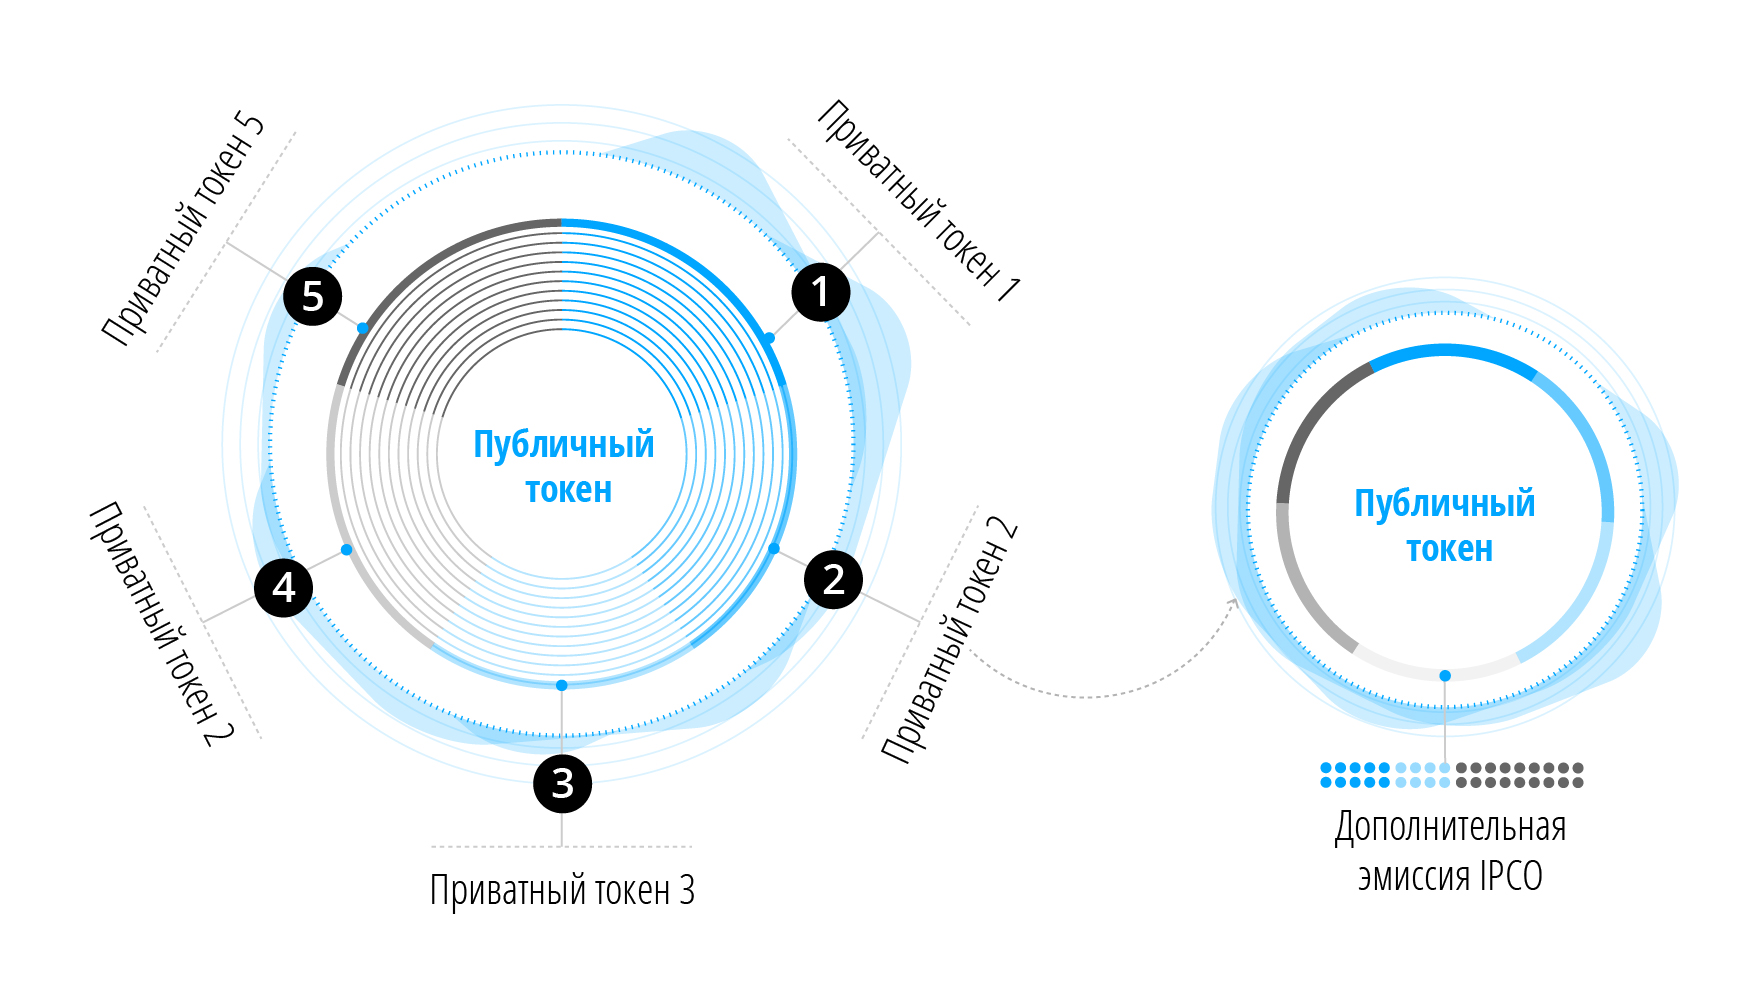 Приватный токен 5
5
Приватный токен 1
1
Публичный
токен
Приватный токен 2
4
Приватный токен 2
2
3
Приватный токен 3
Публичный
токен
Дополнительная
эмиссия IPCO